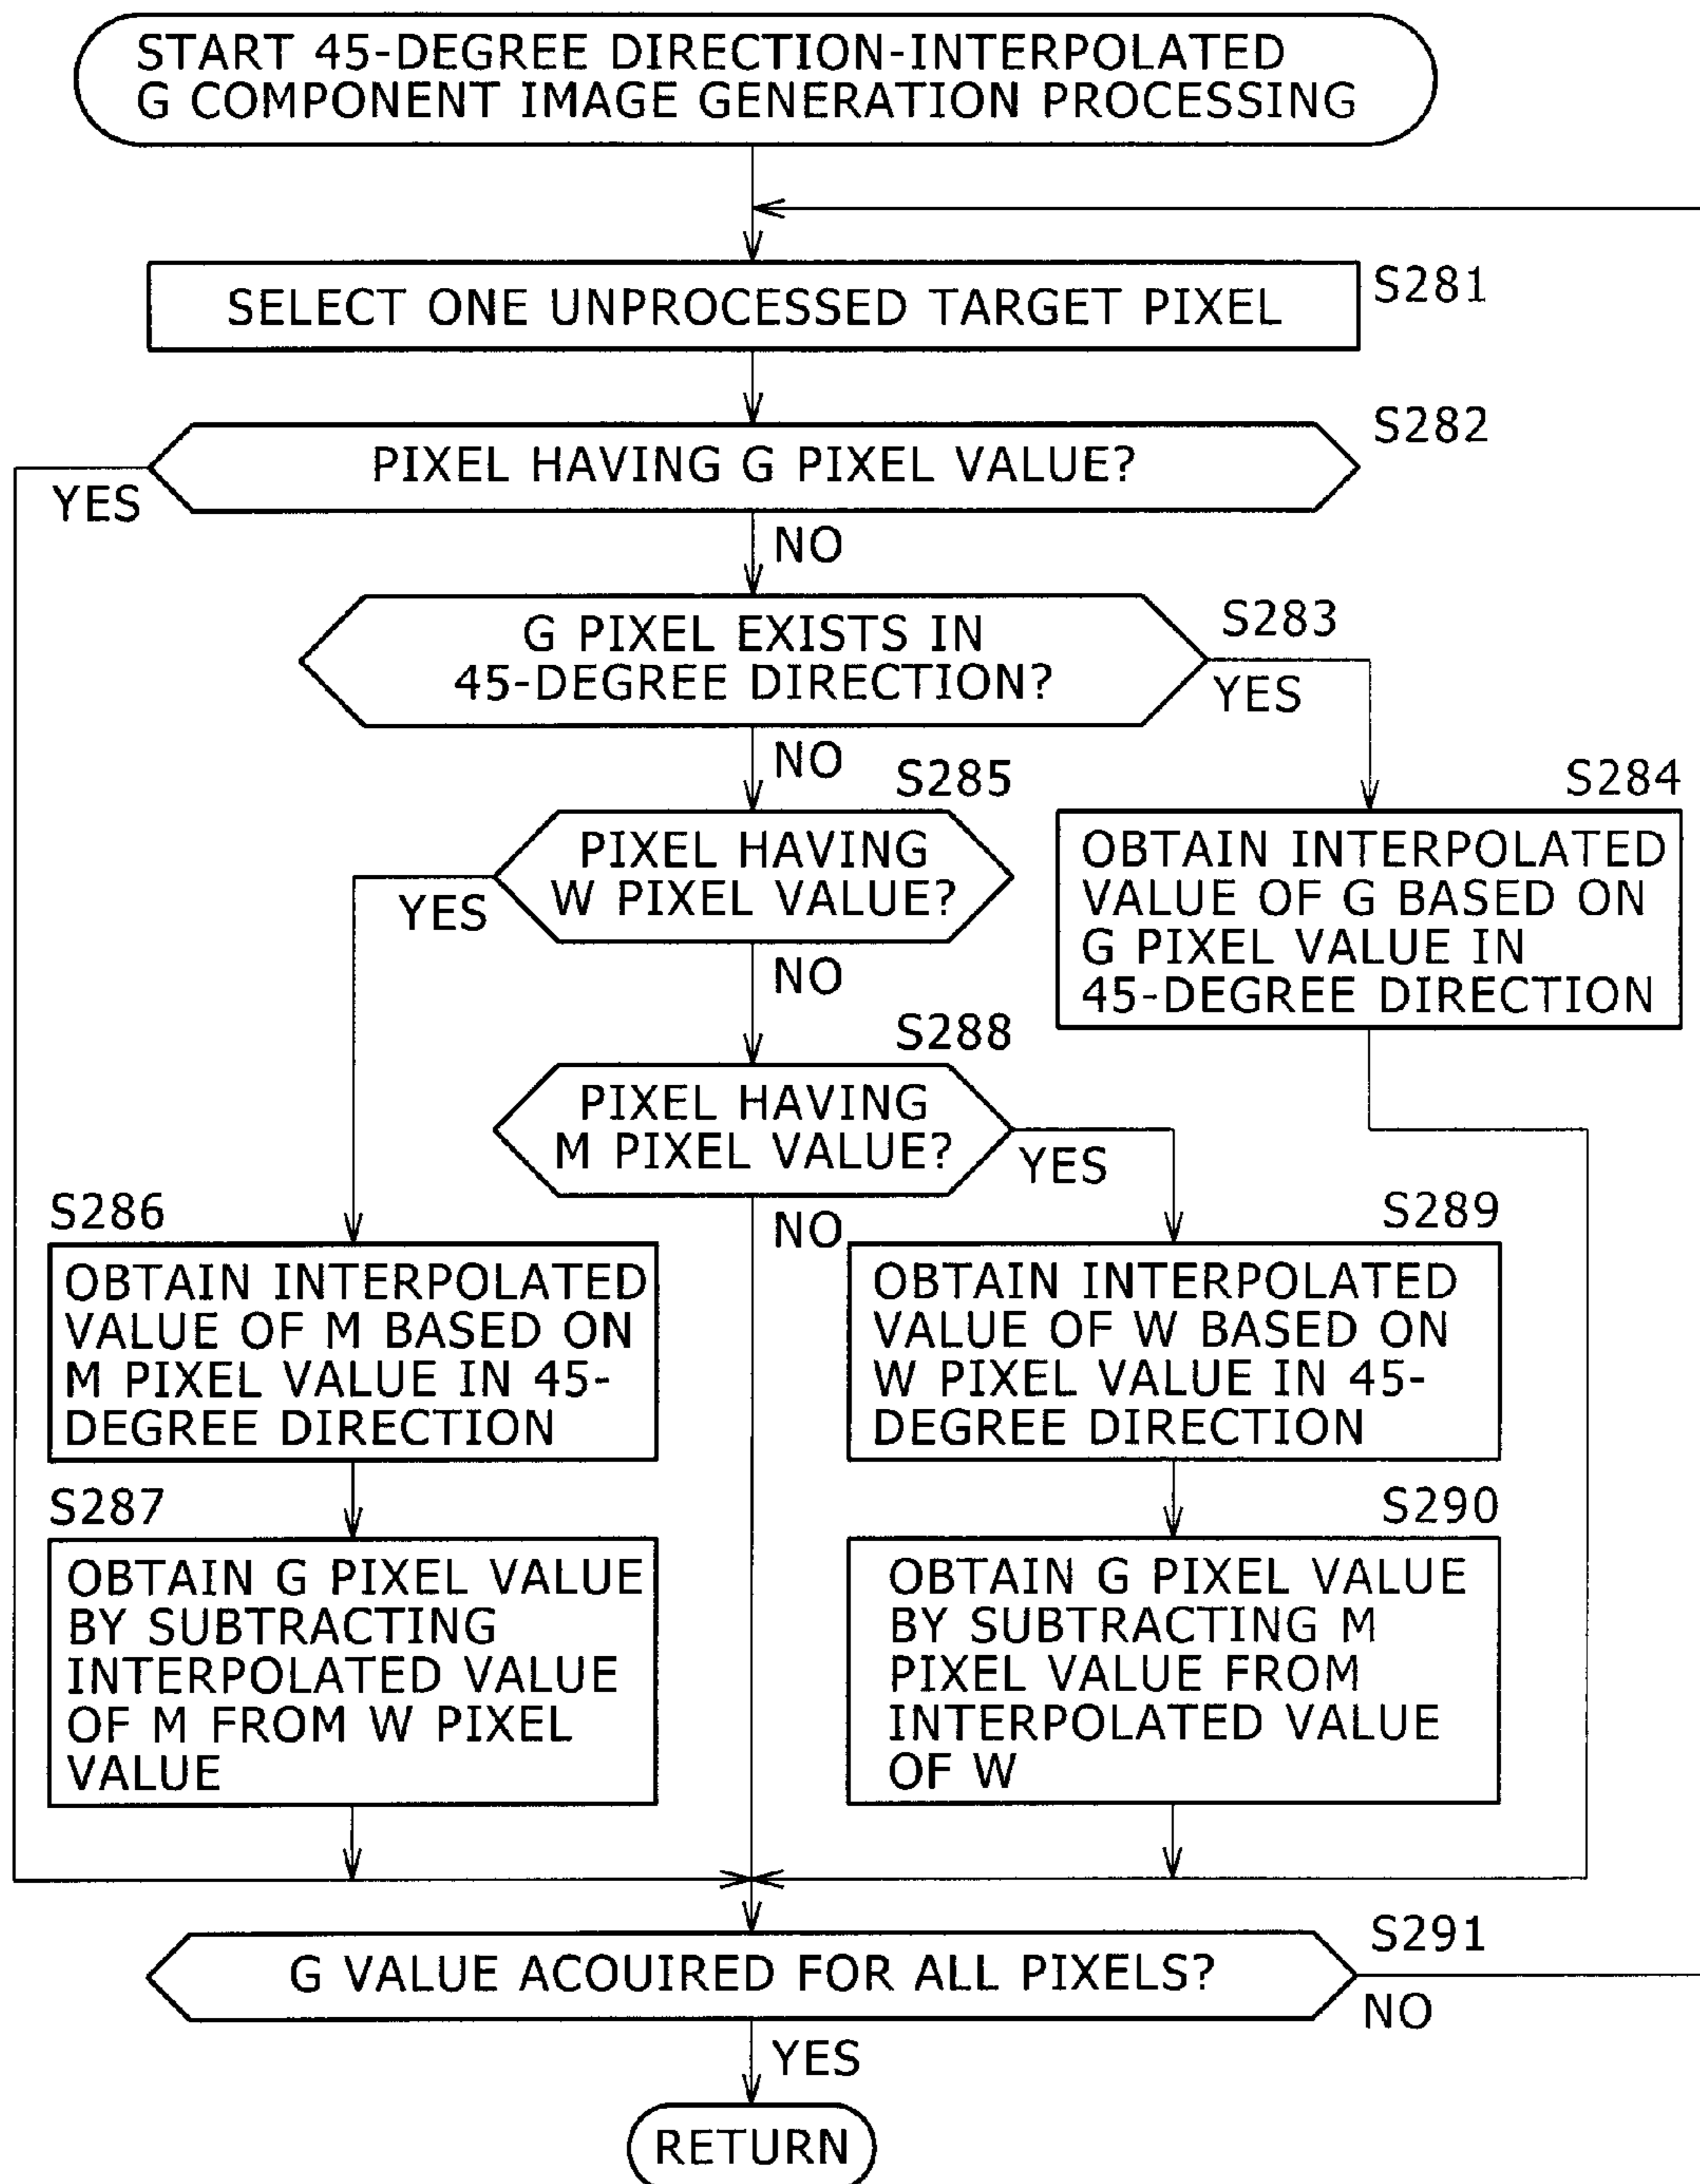 START 45-DEGREE DIRECTION-INTERPOLATED
G COMPONENT IMAGE GENERATION PROCESSING
SELECT ONE UNPROCESSED TARGET PIXEL
S281
S282
PIXEL HAVING G PIXEL VALUE?
YES
NO
G PIXEL EXISTS IN
45-DEGREE DIRECTION?
S283
YES
NO
S285
PIXEL HAVING
W PIXEL VALUE?
YES
NO
S284
OBTAIN INTERPOLATED
VALUE OF G BASED ON
G PIXEL VALUE IN
45-DEGREE DIRECTION
S288
PIXEL HAVING
M PIXEL VALUE?
YES
NO
S286
OBTAIN INTERPOLATED
VALUE OF M BASED ON
M PIXEL VALUE IN 45-
DEGREE DIRECTION
S289
OBTAIN INTERPOLATED
VALUE OF W BASED ON
W PIXEL VALUE IN 45-
DEGREE DIRECTION
S287
OBTAIN G PIXEL VALUE
BY SUBTRACTING
INTERPOLATED VALUE
OF M FROM W PIXEL
VALUE
S290
OBTAIN G PIXEL VALUE
BY SUBTRACTING M
PIXEL VALUE FROM
INTERPOLATED VALUE
OF W
S291
G VALUE ACOUIRED FOR ALL PIXELS?
NO
YES
RETURN